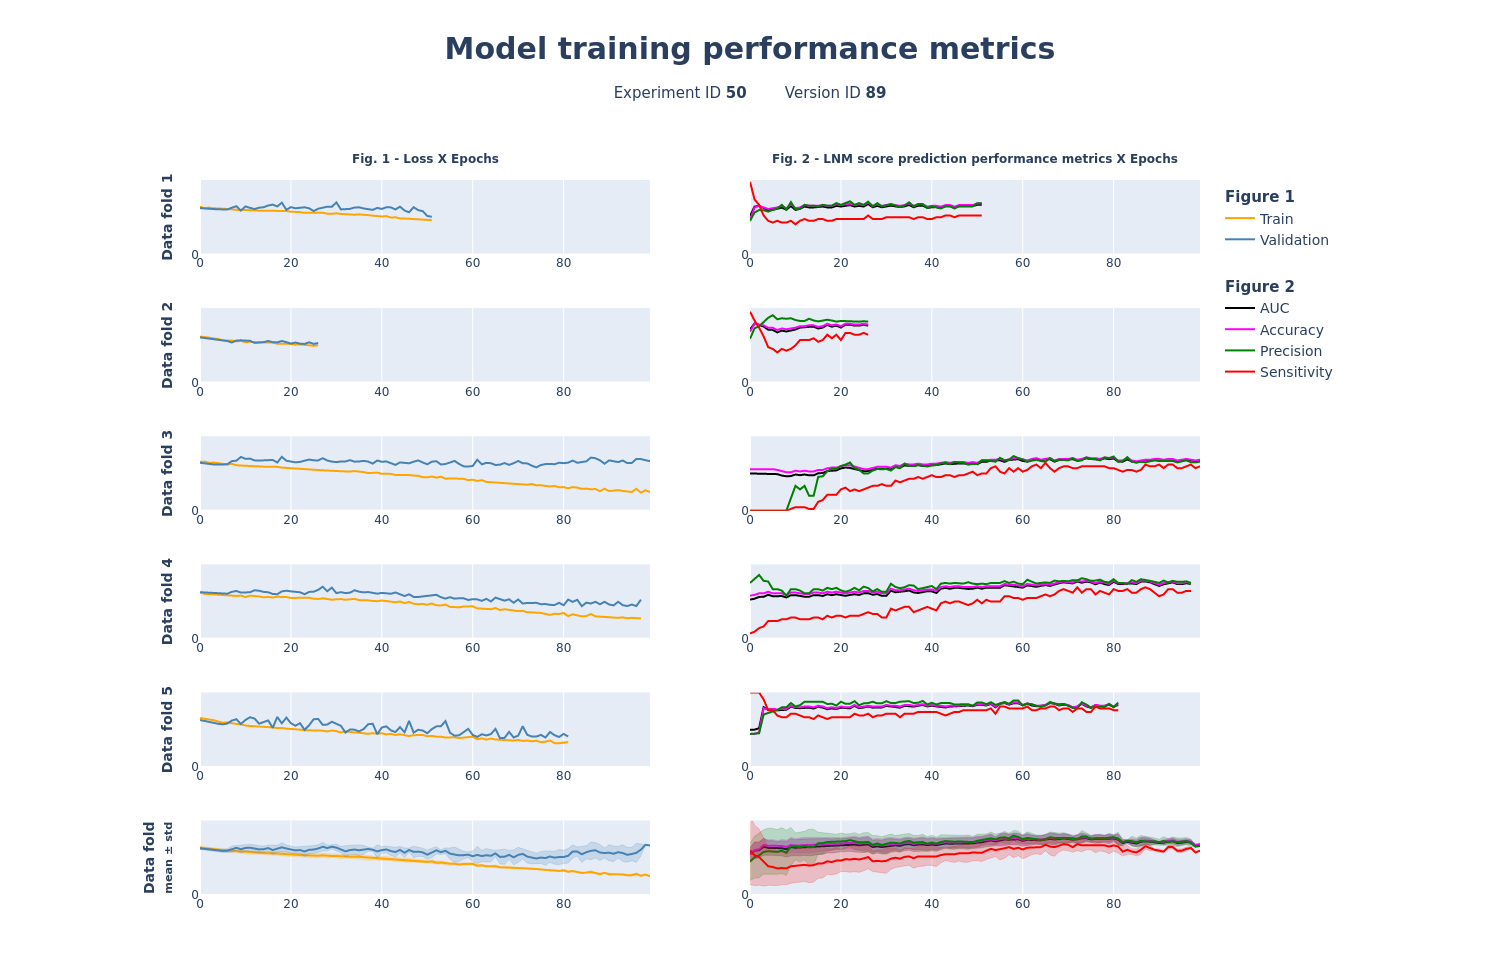 Model training performance metrics
Experiment ID 50 Version ID 89
Fig. 1 - Loss X Epochs
Fig. 2 - LNM score prediction performance metrics X Epochs
Data fold 1
0
0 20 40 60 80
0
0 20 40 60 80
Figure 1
Train
Validation
Figure 2
AUC
Accuracy
Precision
Sensitivity
Data fold 2
0
0 20 40 60 80
0
0 20 40 60 80
Data fold 3
0
0 20 40 60 80
0
0 20 40 60 80
Data fold 4
0
0 20 40 60 80
0
0 20 40 60 80
Data fold 5
0
0 20 40 60 80
0
0 20 40 60 80
Data fold
mean ± std
0
0 20 40 60 80
0
0 20 40 60 80